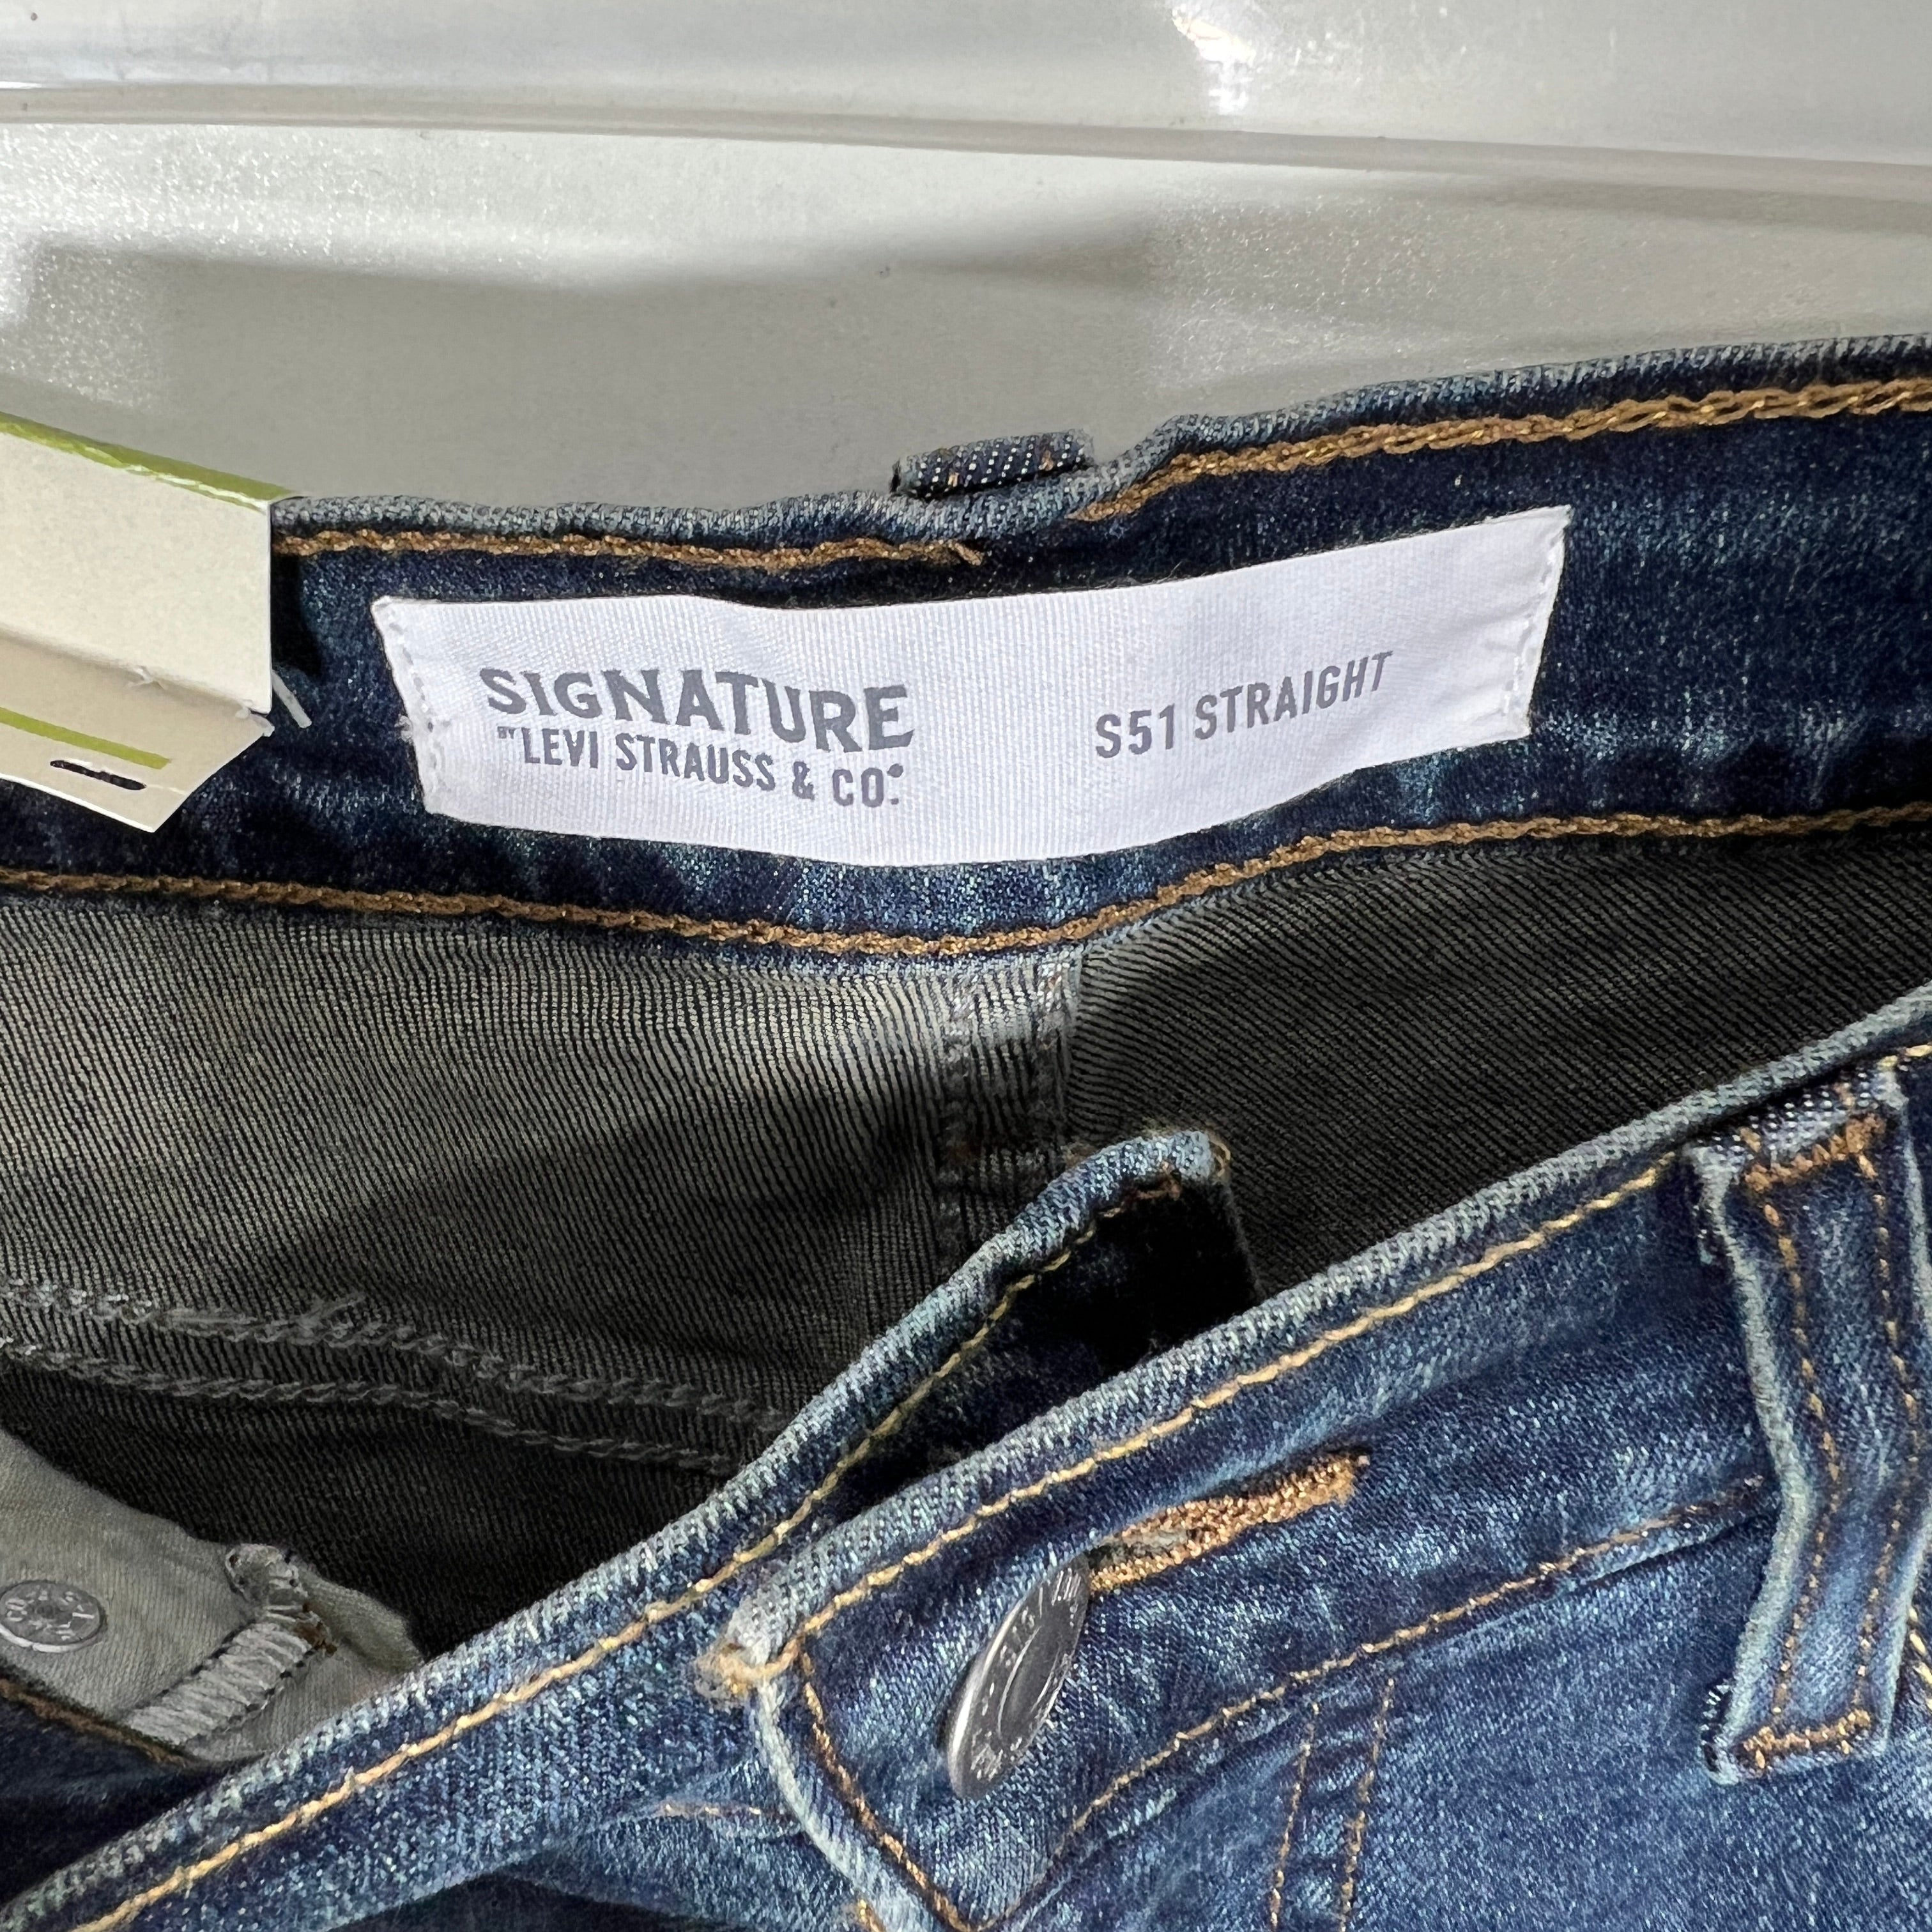 SIGNATURE
BY LEVI STRAUSS & CO.
S51 STRAIGHT